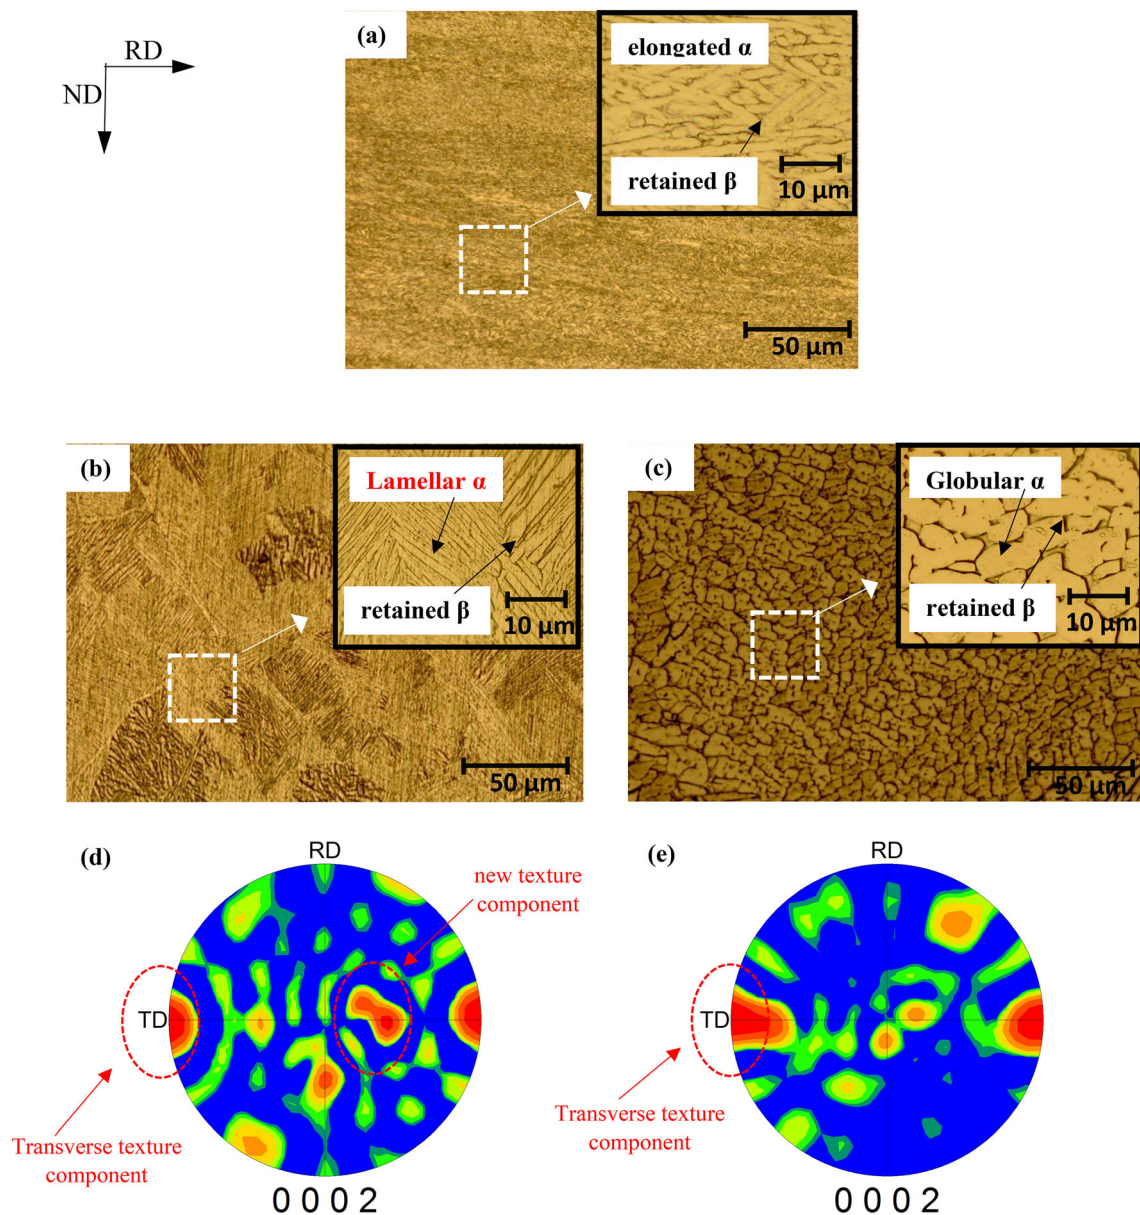 (a)
RD
ND
elongated α
retained β
10 μm
50 μm
(b)
Lamellar α
retained β
10 μm
50 μm
(c)
Globular α
retained β
10 μm
50 μm
(d)
RD
new texture
component
TD
Transverse texture
component
0 0 0 2
(e)
RD
TD
Transverse texture
component
0 0 0 2